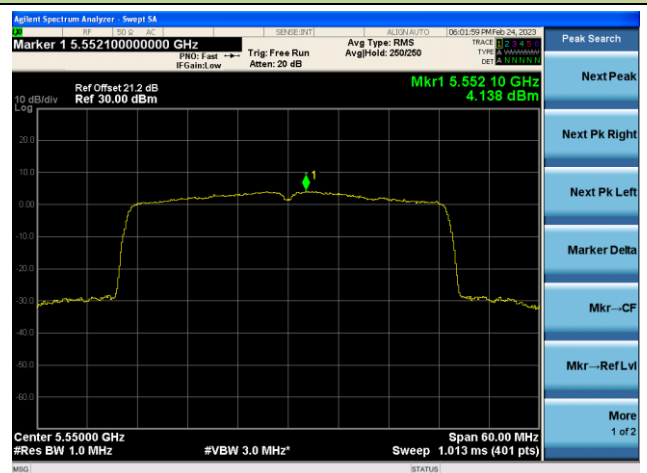 Agilent Spectrum Analyzer - Swept SA
RF 50 Ω AC SENSE:INT ALIGNAUTO 06:01:59 PM Feb 24, 2023
Marker 1 5.552100000000 GHz
PNO: Fast
IFGain:Low
Trig: Free Run
Atten: 20 dB
Avg Type: RMS
Avg|Hold: 250/250
TRACE 1 2 3 4 5 6
TYPE A
DET A N N N N N
Peak Search
Mkr1 5.552 10 GHz
4.138 dBm
Ref Offset 21.2 dB
10 dB/div Ref 30.00 dBm
Log
20.0
10.0
1
0.00
-10.0
-20.0
-30.0
-40.0
-50.0
-60.0
Center 5.55000 GHz Span 60.00 MHz
#Res BW 1.0 MHz #VBW 3.0 MHz* Sweep 1.013 ms (401 pts)
MSG STATUS
Next Peak
Next Pk Right
Next Pk Left
Marker Delta
Mkr→CF
Mkr→Ref Lvl
More
1 of 2